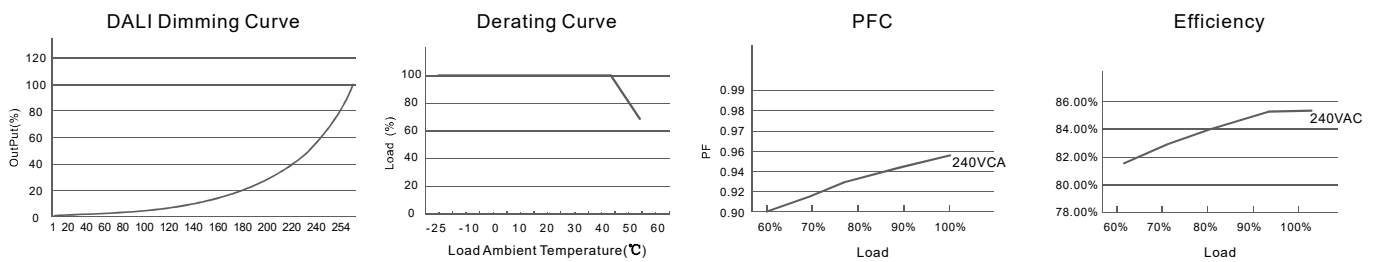 DALI Dimming Curve
OutPut(%)
120
100
80
60
40
20
0
1 20 40 60 80 100 120 140 160 180 200 220 240 254
Derating Curve
Load (%)
100
80
60
40
20
0
-25 -10 0 10 20 30 40 50 60
Load Ambient Temperature(℃)
PFC
PF
0.99
0.98
0.97
0.96
0.94
0.92
0.90
240VCA
60% 70% 80% 90% 100%
Load
Efficiency
86.00%
84.00%
82.00%
80.00%
78.00%
240VAC
60% 70% 80% 90% 100%
Load